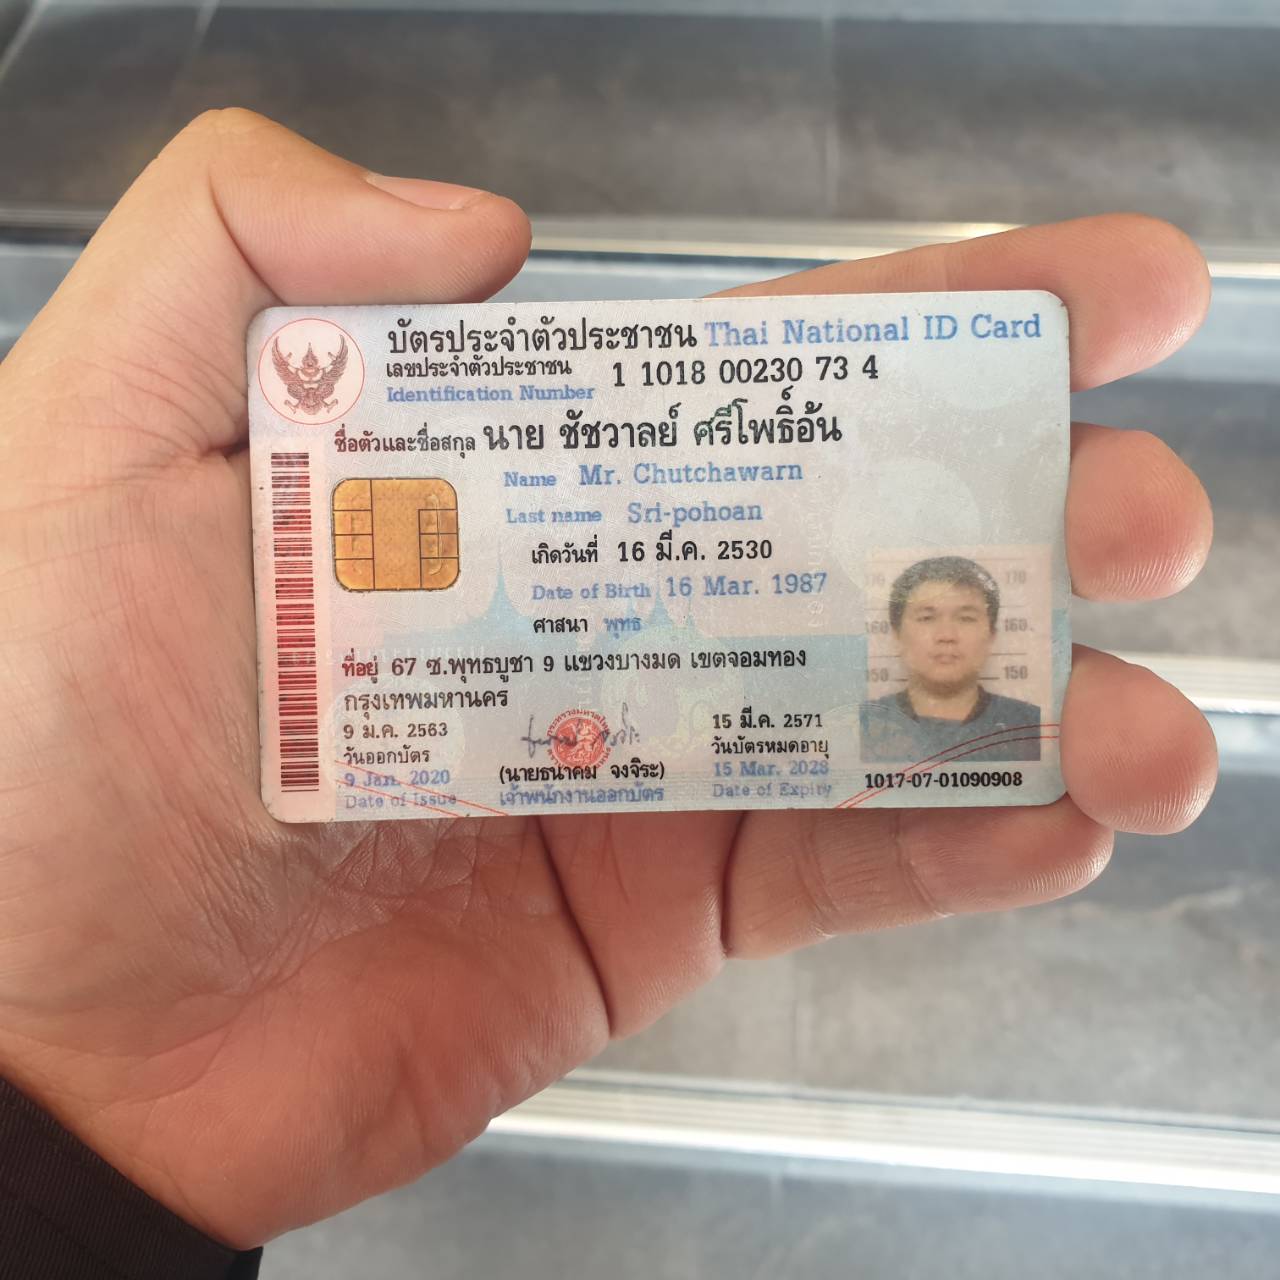 บัตรประจำตัวประชาชน Thai National ID Card
เลขประจำตัวประชาชน 1 1018 00230 73 4
Identification Number
ชื่อตัวและชื่อสกุล นาย ชัชวาลย์ ศรีโพธิ์อ้น
Name Mr. Chutchawarn
Last name Sri-pohoan
เกิดวันที่ 16 มี.ค. 2530
Date of Birth 16 Mar. 1987
ศาสนา พุทธ
ที่อยู่ 67 ซ.พุทธบูชา 9 แขวงบางมด เขตจอมทอง
กรุงเทพมหานคร
9 ม.ค. 2563
วันออกบัตร
9 Jan. 2020
Date of Issue
(นายธนาคม จงจิระ)
เจ้าพนักงานออกบัตร
15 มี.ค. 2571
วันบัตรหมดอายุ
15 Mar. 2028
Date of Expiry
170 170
160 160
150 150
1017-07-01090908